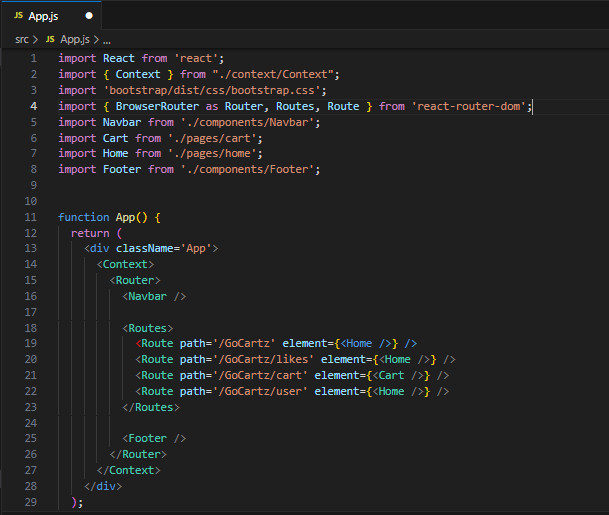 JS App.js ●
src > JS App.js > ...
1 import React from 'react';
2 import { Context } from "./context/Context";
3 import 'bootstrap/dist/css/bootstrap.css';
4 import { BrowserRouter as Router, Routes, Route } from 'react-router-dom';
5 import Navbar from './components/Navbar';
6 import Cart from './pages/cart';
7 import Home from './pages/home';
8 import Footer from './components/Footer';
9
10
11 function App() {
12   return (
13     <div className='App'>
14       <Context>
15         <Router>
16           <Navbar />
17
18           <Routes>
19             <Route path='/GoCartz' element={<Home />} />
20             <Route path='/GoCartz/likes' element={<Home />} />
21             <Route path='/GoCartz/cart' element={<Cart />} />
22             <Route path='/GoCartz/user' element={<Home />} />
23           </Routes>
24
25           <Footer />
26         </Router>
27       </Context>
28     </div>
29   );